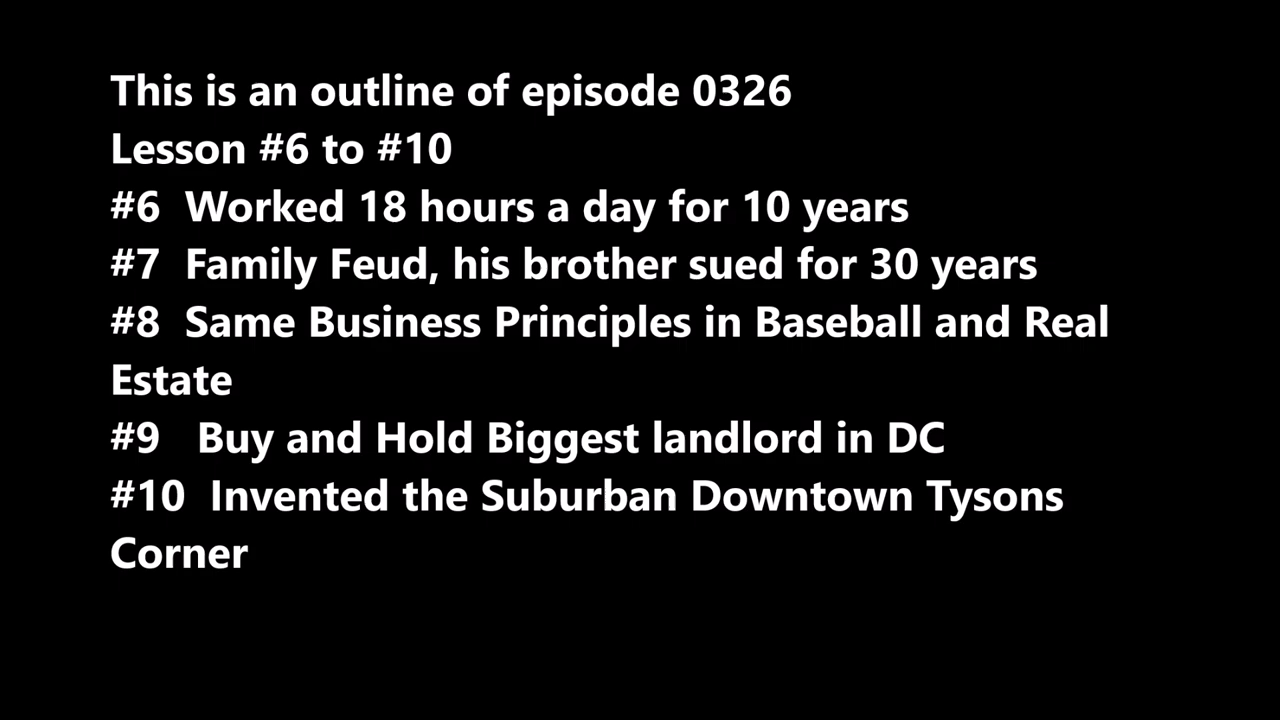 This is an outline of episode 0326
Lesson #6 to #10
#6  Worked 18 hours a day for 10 years
#7  Family Feud, his brother sued for 30 years
#8  Same Business Principles in Baseball and Real
Estate
#9   Buy and Hold Biggest landlord in DC
#10  Invented the Suburban Downtown Tysons
Corner